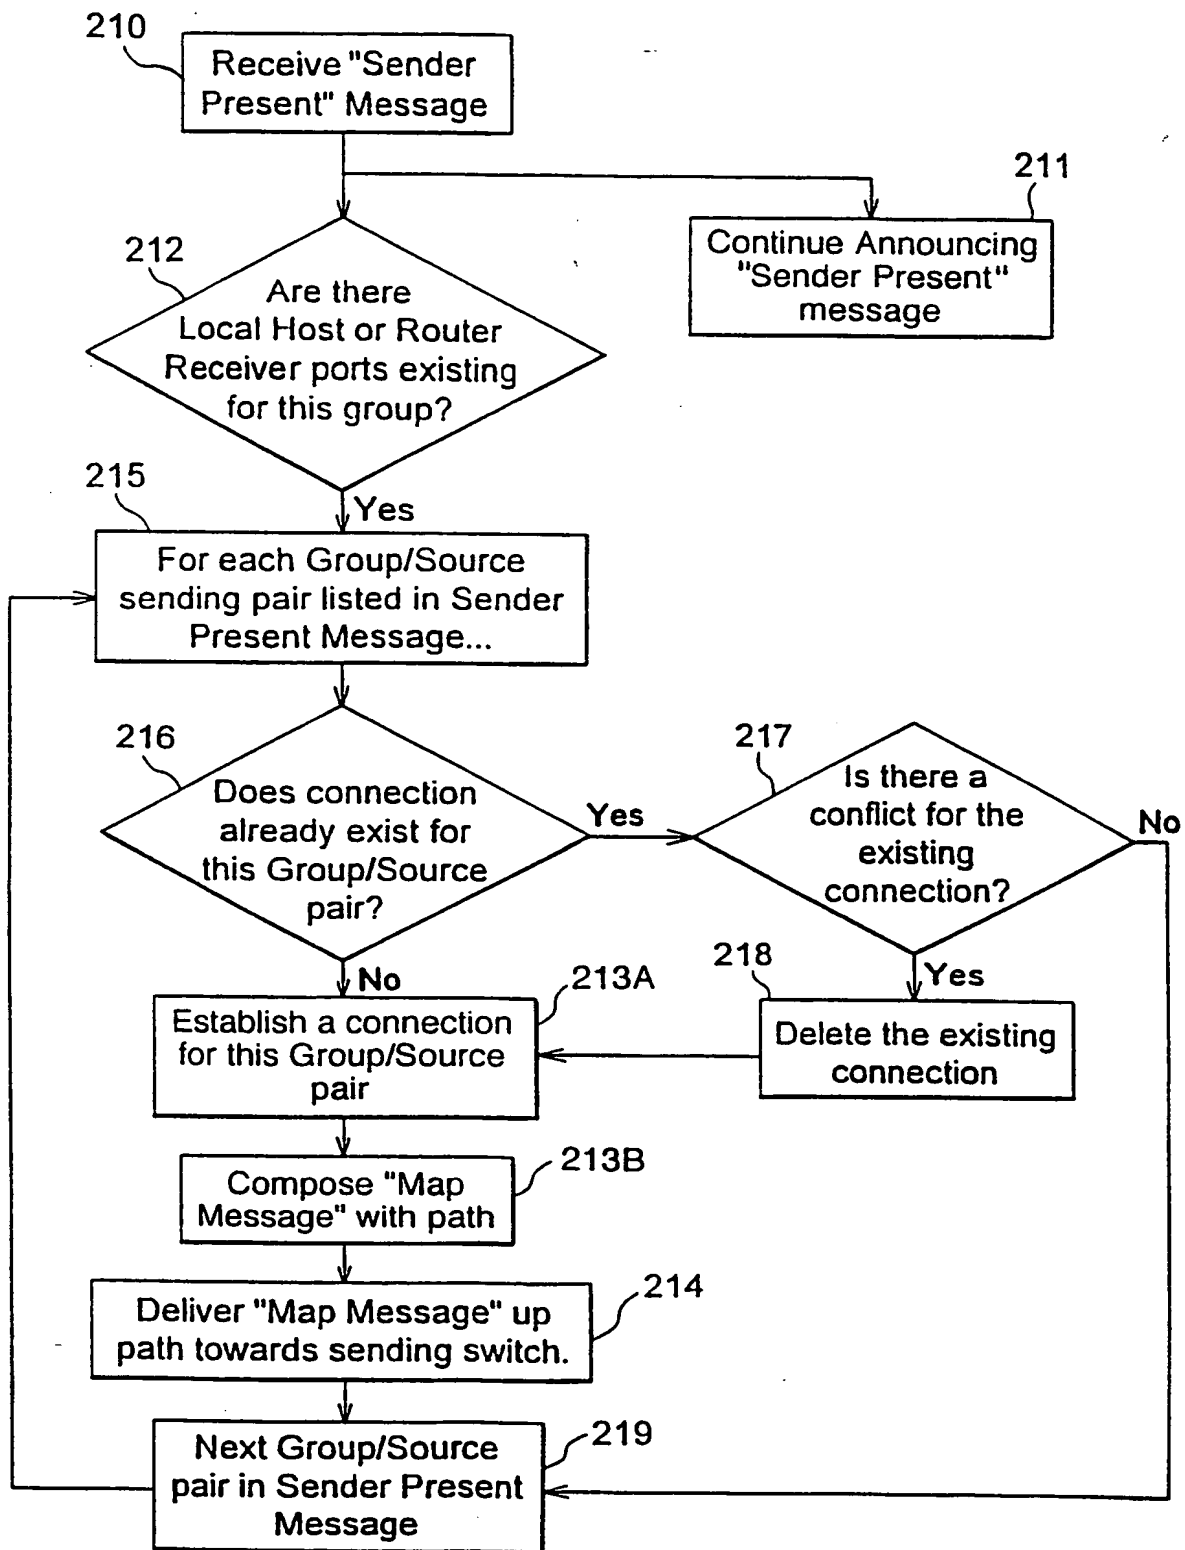 210
Receive "Sender
Present" Message
211
Continue Announcing
"Sender Present"
message
212
Are there
Local Host or Router
Receiver ports existing
for this group?
Yes
215
For each Group/Source
sending pair listed in Sender
Present Message...
216
Does connection
already exist for
this Group/Source
pair?
Yes
217
Is there a
conflict for the
existing
connection?
No
No
213A
Establish a connection
for this Group/Source
pair
218
Yes
Delete the existing
connection
213B
Compose "Map
Message" with path
214
Deliver "Map Message" up
path towards sending switch.
219
Next Group/Source
pair in Sender Present
Message